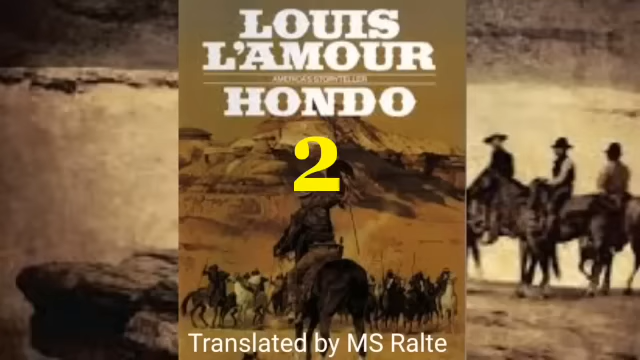 LOUIS
L'AMOUR
AMERICA'S STORYTELLER
HONDO
2
Translated by MS Ralte